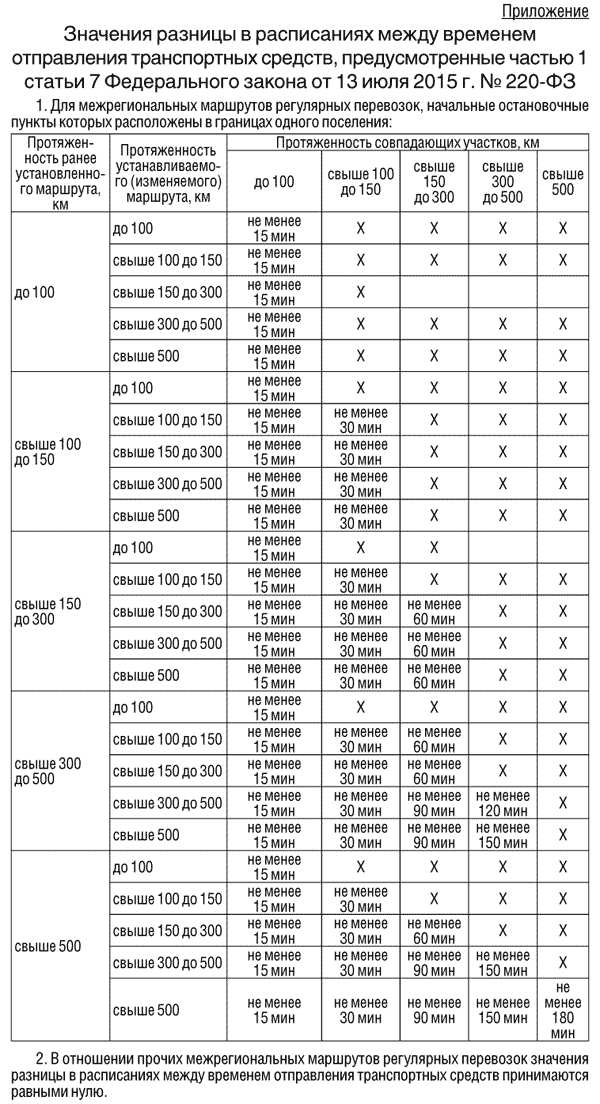 Приложение
Значения разницы в расписаниях между временем
отправления транспортных средств, предусмотренные частью 1
статьи 7 Федерального закона от 13 июля 2015 г. № 220-ФЗ
1. Для межрегиональных маршрутов регулярных перевозок, начальные остановочные
пункты которых расположены в границах одного поселения:
Протяжен-
ность ранее
установленно-
го маршрута,
км
Протяженность
устанавливаемо-
го (изменяемого)
маршрута, км
Протяженность совпадающих участков, км
до 100
свыше 100
до 150
свыше
150
до 300
свыше
300
до 500
свыше
500
до 100
до 100 не менее 15 мин X X X X
свыше 100 до 150 не менее 15 мин X X X X
свыше 150 до 300 не менее 15 мин X
свыше 300 до 500 не менее 15 мин X X X X
свыше 500 не менее 15 мин X X X X
свыше 100
до 150
до 100 не менее 15 мин X X X X
свыше 100 до 150 не менее 15 мин не менее 30 мин X X X
свыше 150 до 300 не менее 15 мин не менее 30 мин X X X
свыше 300 до 500 не менее 15 мин не менее 30 мин X X X
свыше 500 не менее 15 мин не менее 30 мин X X X
свыше 150
до 300
до 100 не менее 15 мин X X
свыше 100 до 150 не менее 15 мин не менее 30 мин X X X
свыше 150 до 300 не менее 15 мин не менее 30 мин не менее 60 мин X X
свыше 300 до 500 не менее 15 мин не менее 30 мин не менее 60 мин X X
свыше 500 не менее 15 мин не менее 30 мин не менее 60 мин X X
свыше 300
до 500
до 100 не менее 15 мин X X X X
свыше 100 до 150 не менее 15 мин не менее 30 мин не менее 60 мин X X
свыше 150 до 300 не менее 15 мин не менее 30 мин не менее 60 мин X X
свыше 300 до 500 не менее 15 мин не менее 30 мин не менее 90 мин не менее 120 мин X
свыше 500 не менее 15 мин не менее 30 мин не менее 90 мин не менее 150 мин X
свыше 500
до 100 не менее 15 мин X X X X
свыше 100 до 150 не менее 15 мин не менее 30 мин X X X
свыше 150 до 300 не менее 15 мин не менее 30 мин не менее 60 мин X X
свыше 300 до 500 не менее 15 мин не менее 30 мин не менее 90 мин не менее 150 мин X
свыше 500 не менее 15 мин не менее 30 мин не менее 90 мин не менее 150 мин не менее 180 мин
2. В отношении прочих межрегиональных маршрутов регулярных перевозок значения
разницы в расписаниях между временем отправления транспортных средств принимаются
равными нулю.